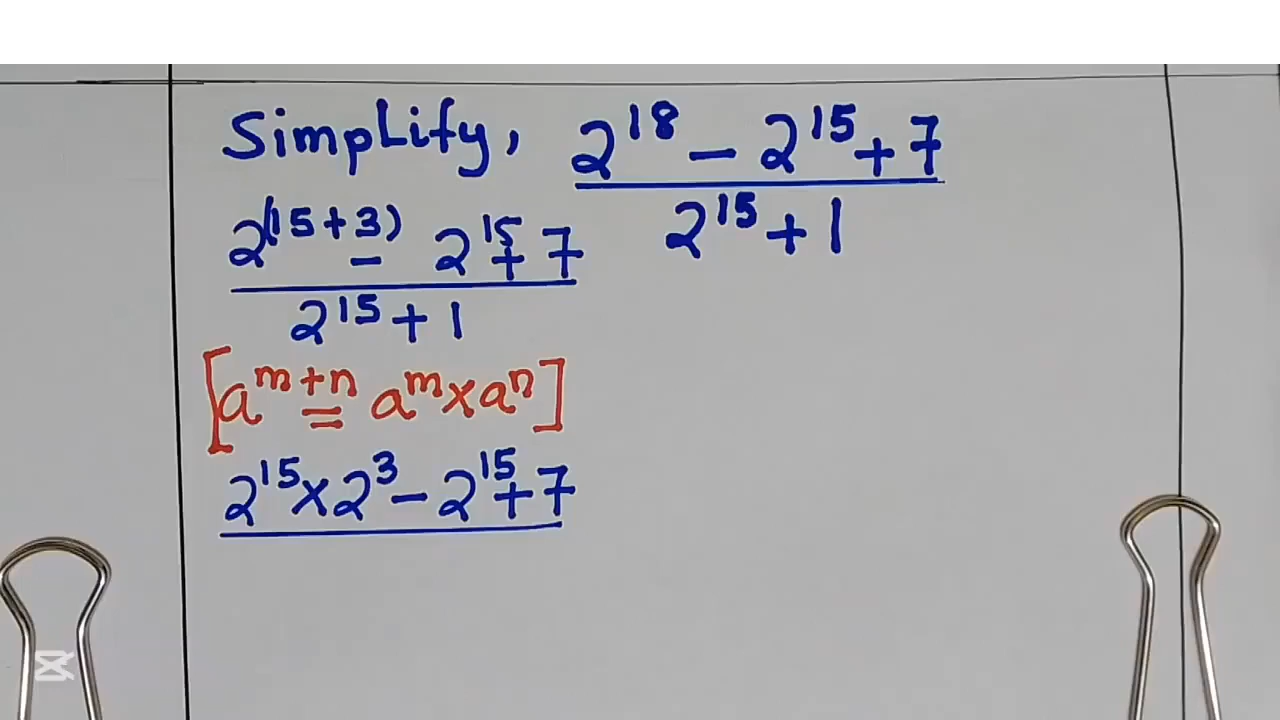 Simplify, 2^18 - 2^15 + 7
2^15 + 1
2^(15+3) - 2^15 + 7
2^15 + 1
[a^m+n = a^m × a^n]
2^15 × 2^3 - 2^15 + 7